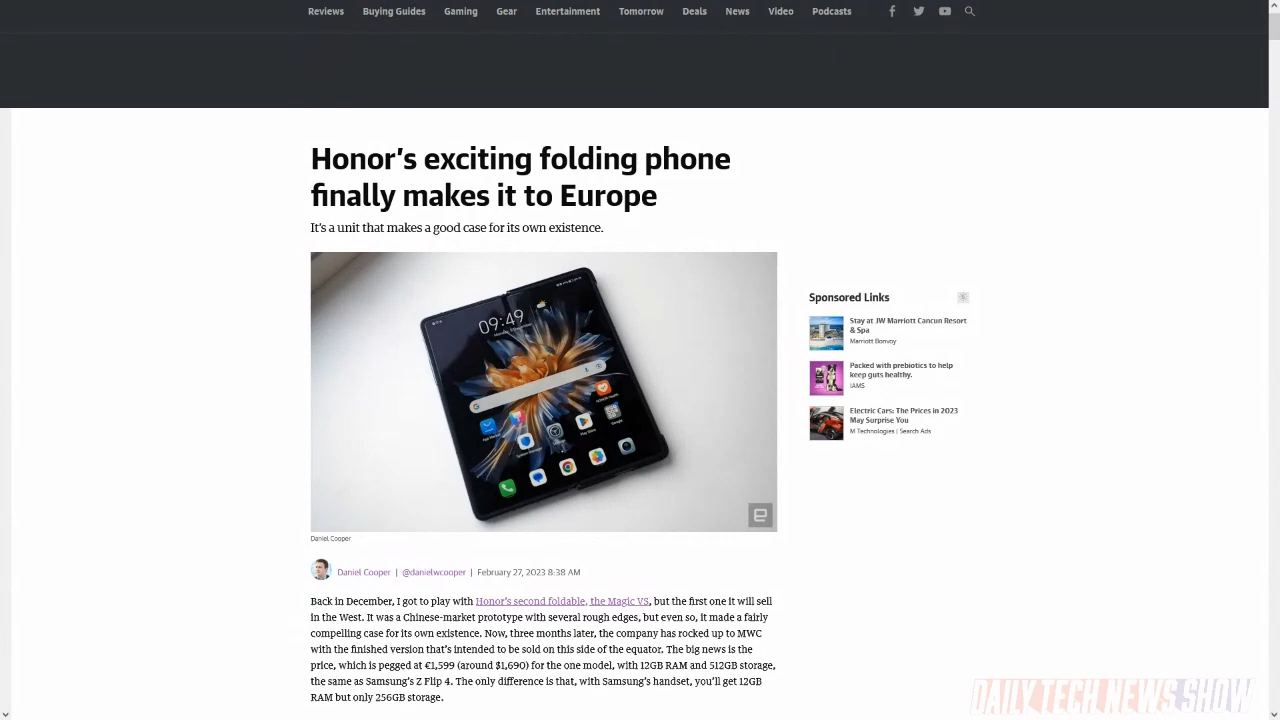 Reviews Buying Guides Gaming Gear Entertainment Tomorrow Deals News Video Podcasts
Honor's exciting folding phone
finally makes it to Europe
It's a unit that makes a good case for its own existence.
09:49
Daniel Cooper
Daniel Cooper | @danielwcooper | February 27, 2023 8:38 AM
Back in December, I got to play with Honor's second foldable, the Magic VS, but the first one it will sell
in the West. It was a Chinese-market prototype with several rough edges, but even so, it made a fairly
compelling case for its own existence. Now, three months later, the company has rocked up to MWC
with the finished version that's intended to be sold on this side of the equator. The big news is the
price, which is pegged at €1,599 (around $1,690) for the one model, with 12GB RAM and 512GB storage,
the same as Samsung's Z Flip 4. The only difference is that, with Samsung's handset, you'll get 12GB
RAM but only 256GB storage.
Sponsored Links
Stay at JW Marriott Cancun Resort
& Spa
Marriott Bonvoy
Packed with prebiotics to help
keep guts healthy.
IAMS
Electric Cars: The Prices in 2023
May Surprise You
M Technologies | Search Ads
DAILY TECH NEWS SHOW